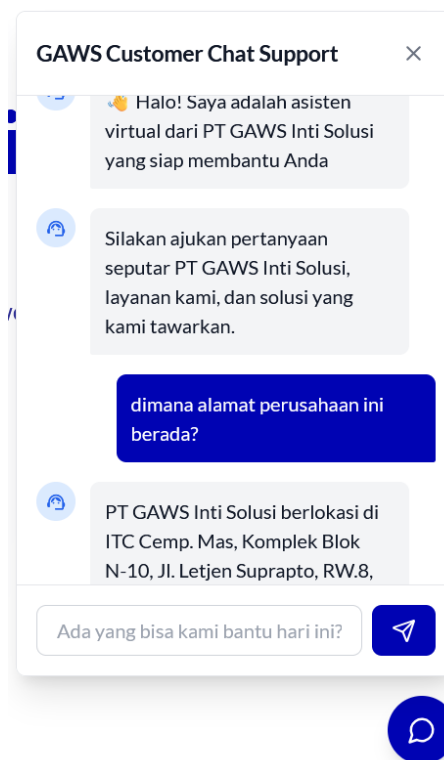 GAWS Customer Chat Support
👋 Halo! Saya adalah asisten
virtual dari PT GAWS Inti Solusi
yang siap membantu Anda
Silakan ajukan pertanyaan
seputar PT GAWS Inti Solusi,
layanan kami, dan solusi yang
kami tawarkan.
dimana alamat perusahaan ini
berada?
PT GAWS Inti Solusi berlokasi di
ITC Cemp. Mas, Komplek Blok
N-10, Jl. Letjen Suprapto, RW.8,
Ada yang bisa kami bantu hari ini?